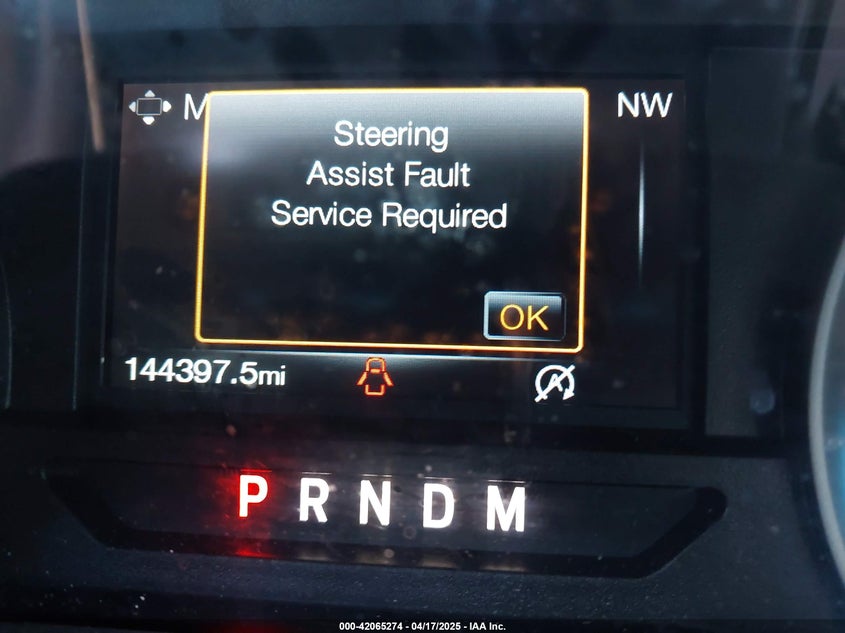 M
NW
Steering
Assist Fault
Service Required
OK
144397.5mi
A
P R N D M
000-42065274 - 04/17/2025 - IAA Inc.